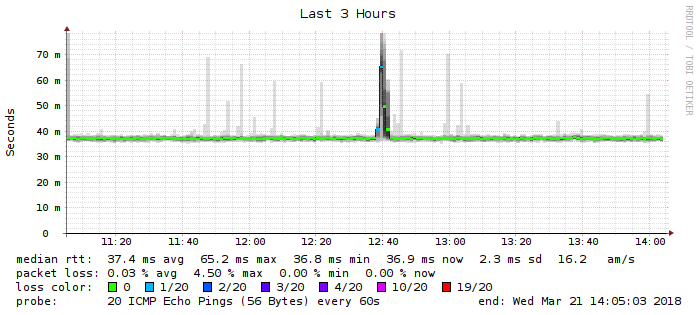 Last 3 Hours
RRDTOOL / TOBI OETIKER
Seconds
70 m
60 m
50 m
40 m
30 m
20 m
10 m
0
11:20 11:40 12:00 12:20 12:40 13:00 13:20 13:40 14:00
median rtt: 37.4 ms avg 65.2 ms max 36.8 ms min 36.9 ms now 2.3 ms sd 16.2 am/s
packet loss: 0.03 % avg 4.50 % max 0.00 % min 0.00 % now
loss color: 0 1/20 2/20 3/20 4/20 10/20 19/20
probe: 20 ICMP Echo Pings (56 Bytes) every 60s end: Wed Mar 21 14:05:03 2018